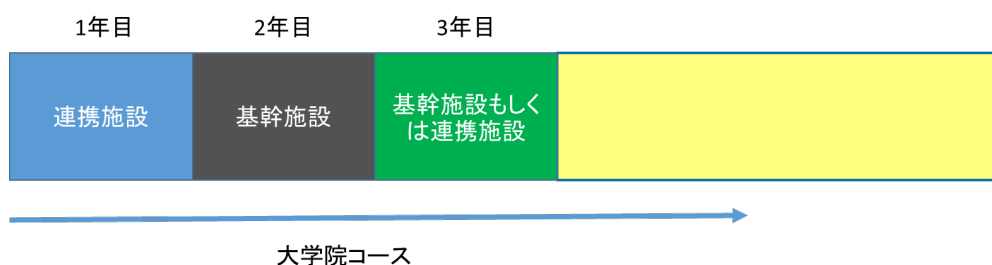 1年目
2年目
3年目
連携施設
基幹施設
基幹施設もしく
は連携施設
大学院コース